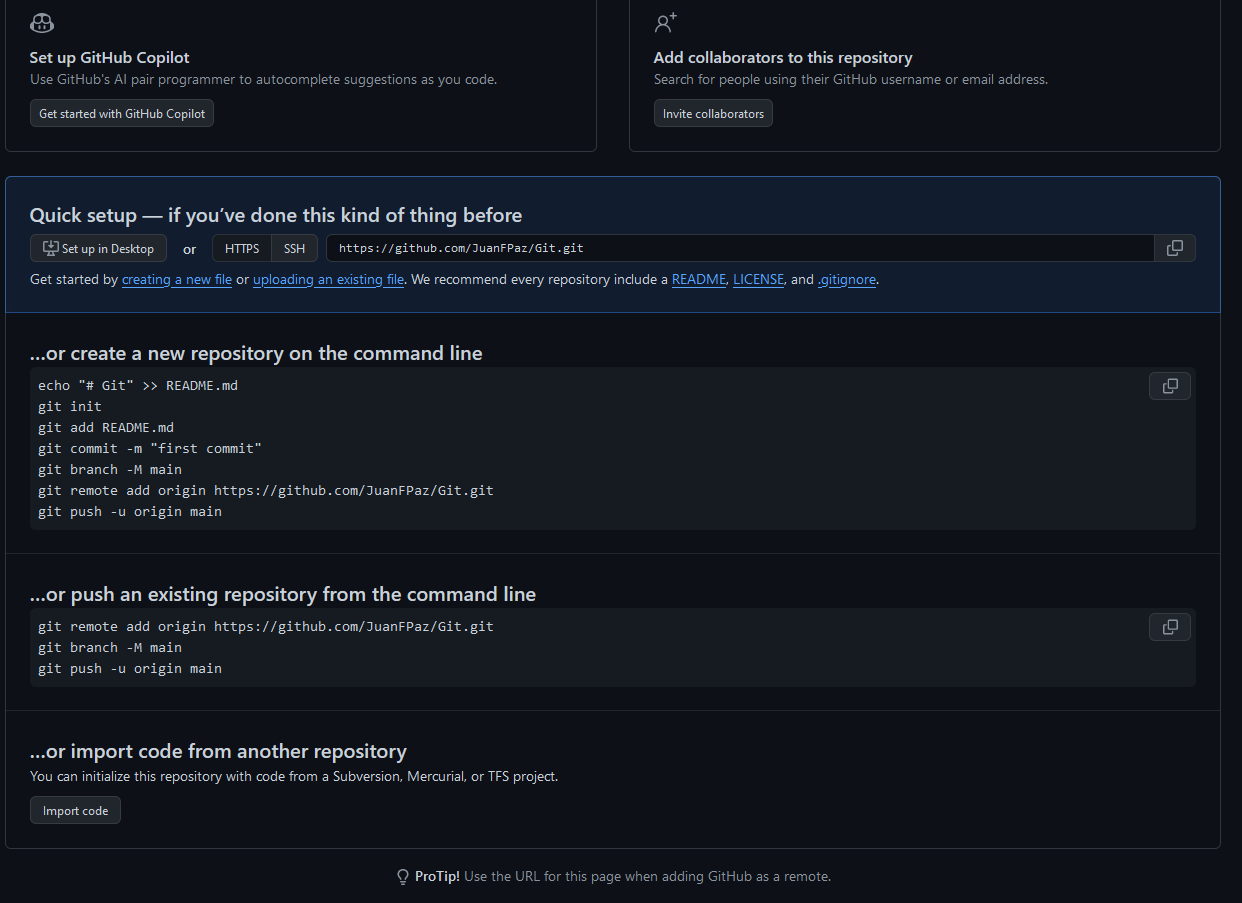 Set up GitHub Copilot
Use GitHub's AI pair programmer to autocomplete suggestions as you code.
Get started with GitHub Copilot
Add collaborators to this repository
Search for people using their GitHub username or email address.
Invite collaborators
Quick setup — if you’ve done this kind of thing before
Set up in Desktop or HTTPS SSH https://github.com/JuanFPaz/Git.git
Get started by creating a new file or uploading an existing file. We recommend every repository include a README, LICENSE, and .gitignore.
…or create a new repository on the command line
echo "# Git" >> README.md
git init
git add README.md
git commit -m "first commit"
git branch -M main
git remote add origin https://github.com/JuanFPaz/Git.git
git push -u origin main
…or push an existing repository from the command line
git remote add origin https://github.com/JuanFPaz/Git.git
git branch -M main
git push -u origin main
…or import code from another repository
You can initialize this repository with code from a Subversion, Mercurial, or TFS project.
Import code
ProTip! Use the URL for this page when adding GitHub as a remote.